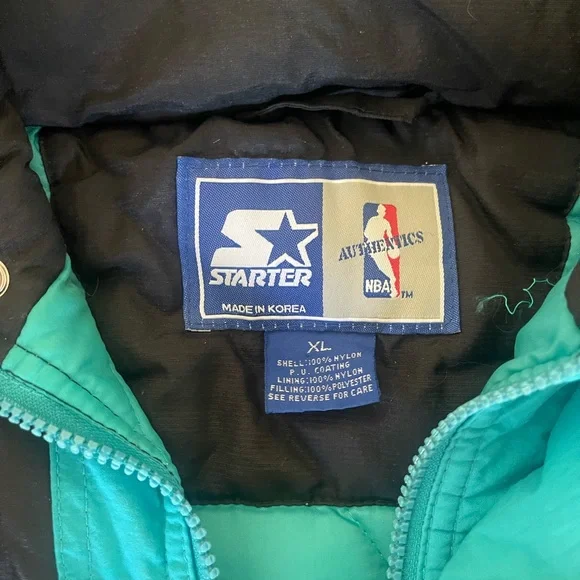 STARTER
MADE IN KOREA
AUTHENTICS
NBA
TM
XL
SHELL:100% NYLON
P.U. COATING
LINING:100% NYLON
FILLING:100% POLYESTER
SEE REVERSE FOR CARE